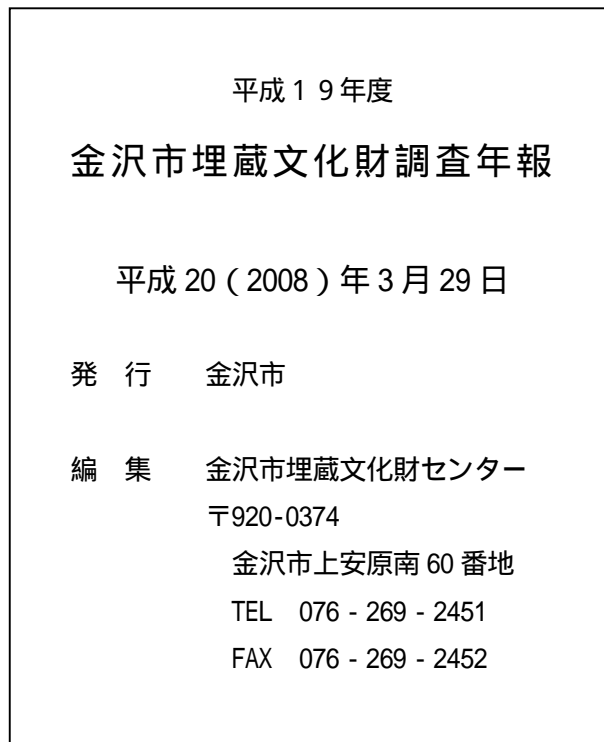 平成１９年度
金沢市埋蔵文化財調査年報
平成 20（2008）年 3 月 29 日
発　行　　金沢市
編　集　　金沢市埋蔵文化財センター
〒920-0374
金沢市上安原南 60 番地
TEL　076 - 269 - 2451
FAX　076 - 269 - 2452